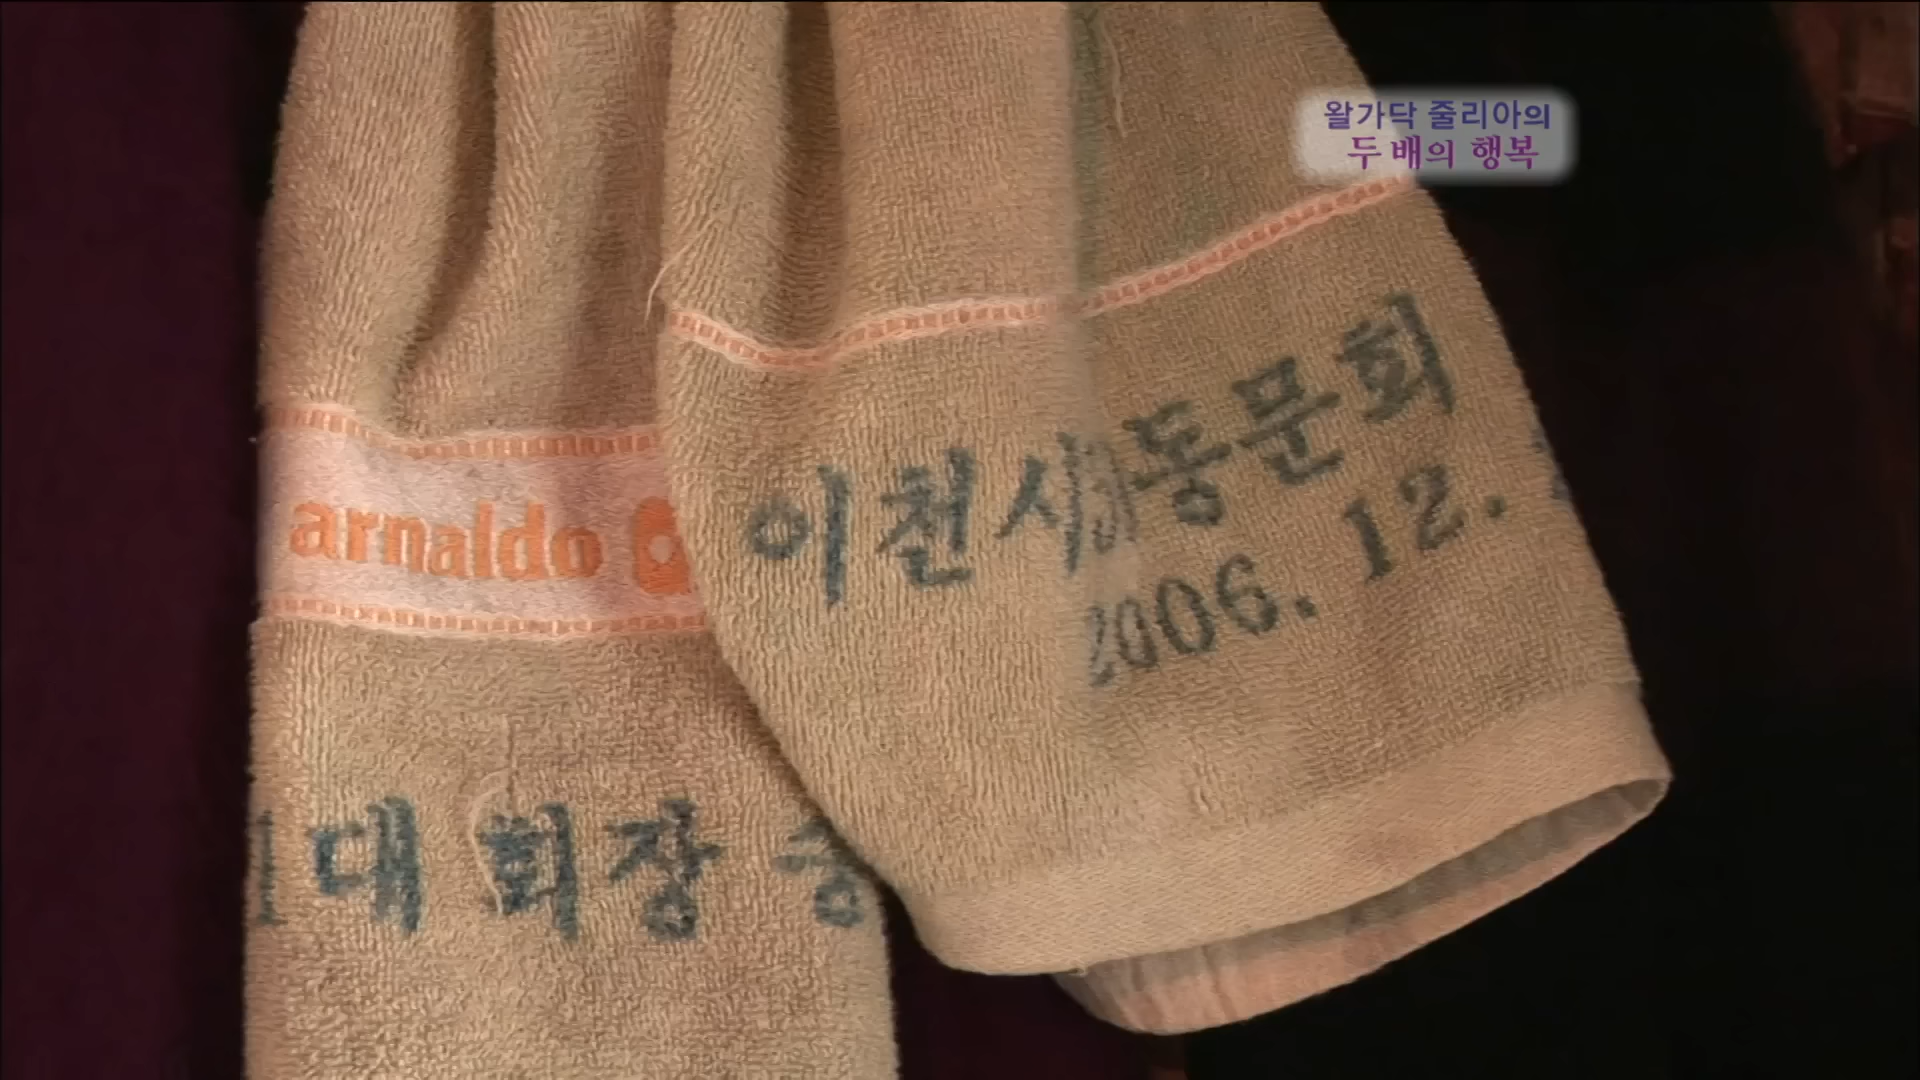 왈가닥 줄리아의
두 배의 행복
이천시 동문회
2006. 12.
arnaldo
대 회장